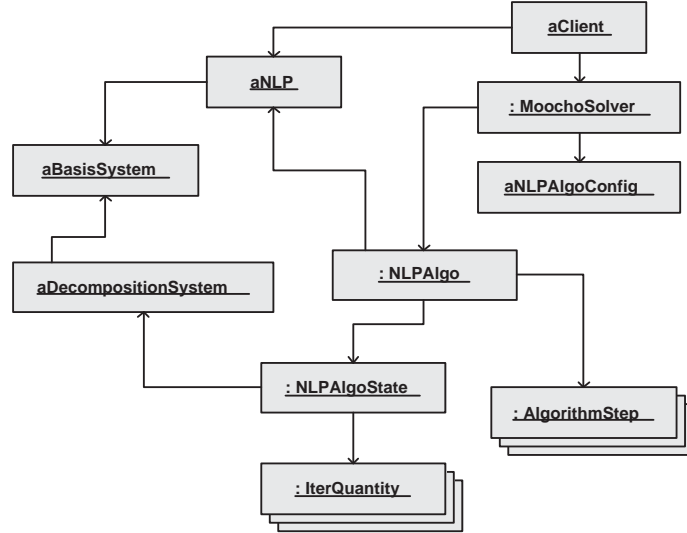 aClient
aNLP
: MoochoSolver
aBasisSystem
aNLPAlgoConfig
aDecompositionSystem
: NLPAlgo
: NLPAlgoState
: AlgorithmStep
: IterQuantity